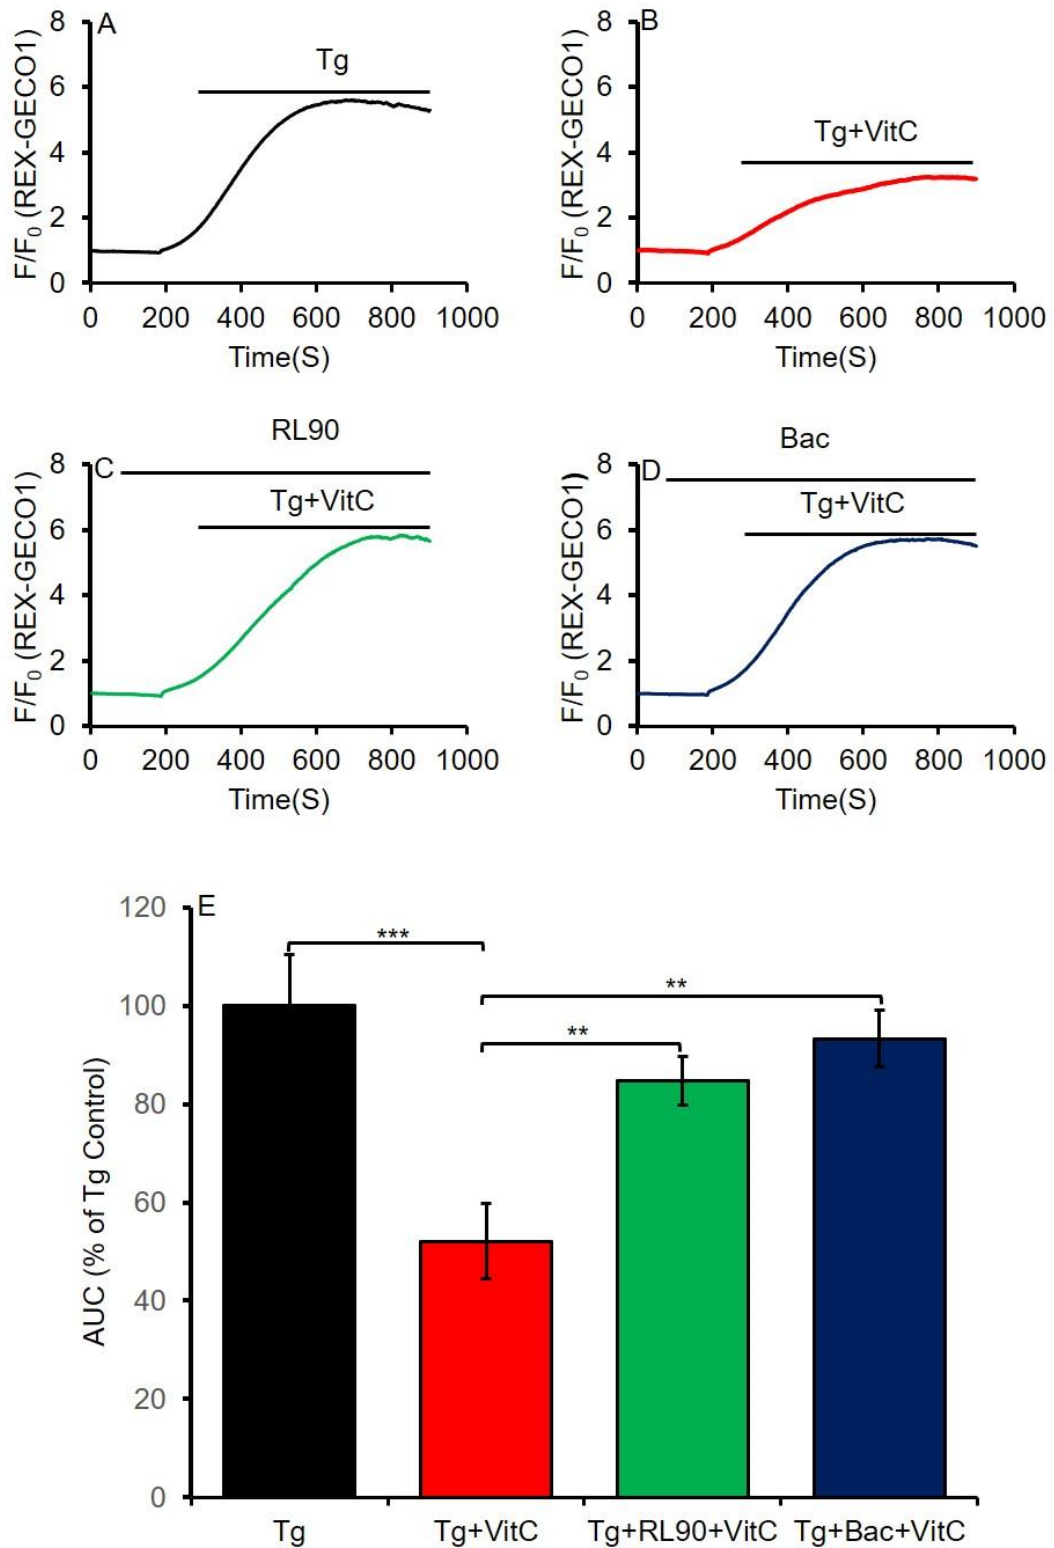 A
Tg
F/F0 (REX-GECO1)
8
6
4
2
0
0 200 400 600 800 1000
Time(S)
B
Tg+VitC
F/F0 (REX-GECO1)
8
6
4
2
0
0 200 400 600 800 1000
Time(S)
RL90
C
Tg+VitC
F/F0 (REX-GECO1)
8
6
4
2
0
0 200 400 600 800 1000
Time(S)
Bac
D
Tg+VitC
F/F0 (REX-GECO1)
8
6
4
2
0
0 200 400 600 800 1000
Time(S)
E
AUC (% of Tg Control)
120
100
80
60
40
20
0
***
**
**
Tg Tg+VitC Tg+RL90+VitC Tg+Bac+VitC